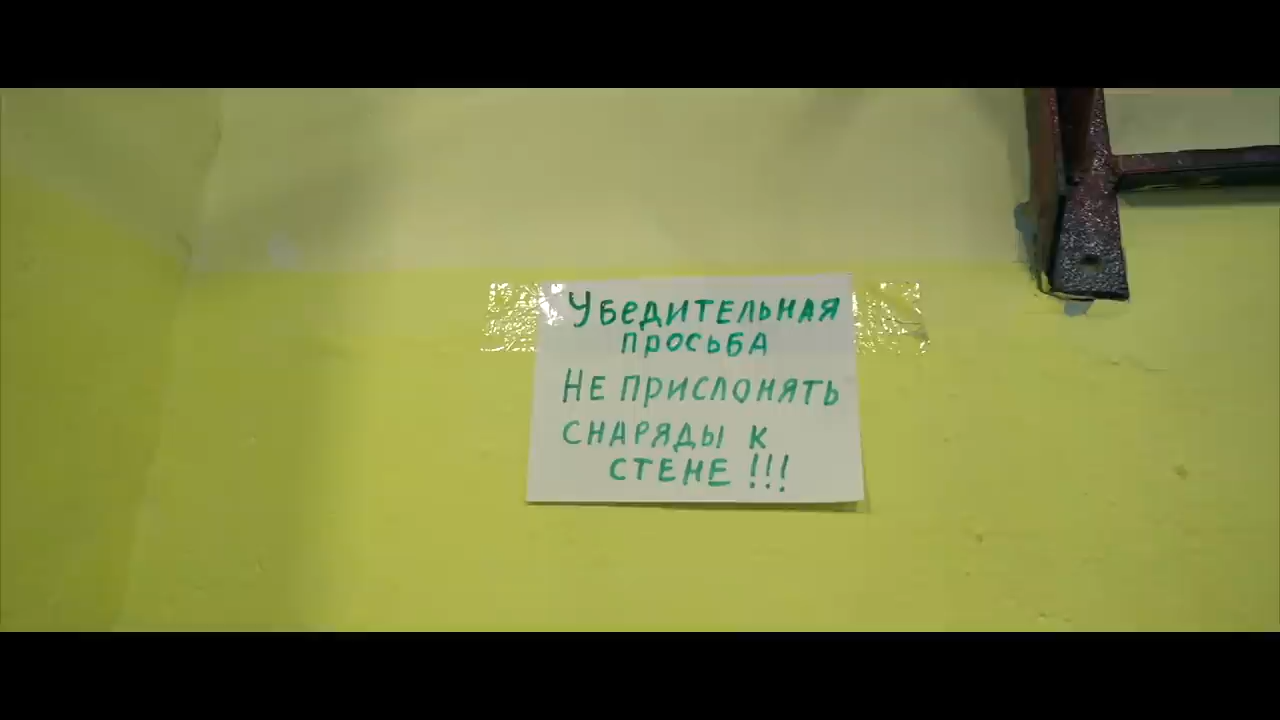 Убедительная
просьба
Не прислонять
снаряды к
стене !!!